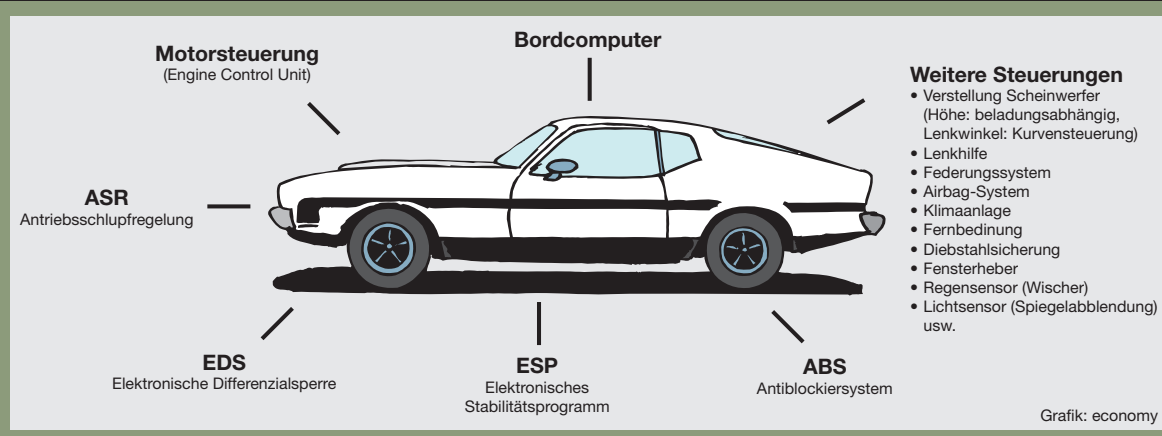 Motorsteuerung
(Engine Control Unit)
Bordcomputer
Weitere Steuerungen
• Verstellung Scheinwerfer
(Höhe: beladungsabhängig,
Lenkwinkel: Kurvensteuerung)
• Lenkhilfe
• Federungssystem
• Airbag-System
• Klimaanlage
• Fernbedinung
• Diebstahlsicherung
• Fensterheber
• Regensensor (Wischer)
• Lichtsensor (Spiegelabblendung)
usw.
ASR
Antriebsschlupfregelung
EDS
Elektronische Differenzialsperre
ESP
Elektronisches
Stabilitätsprogramm
ABS
Antiblockiersystem
Grafik: economy